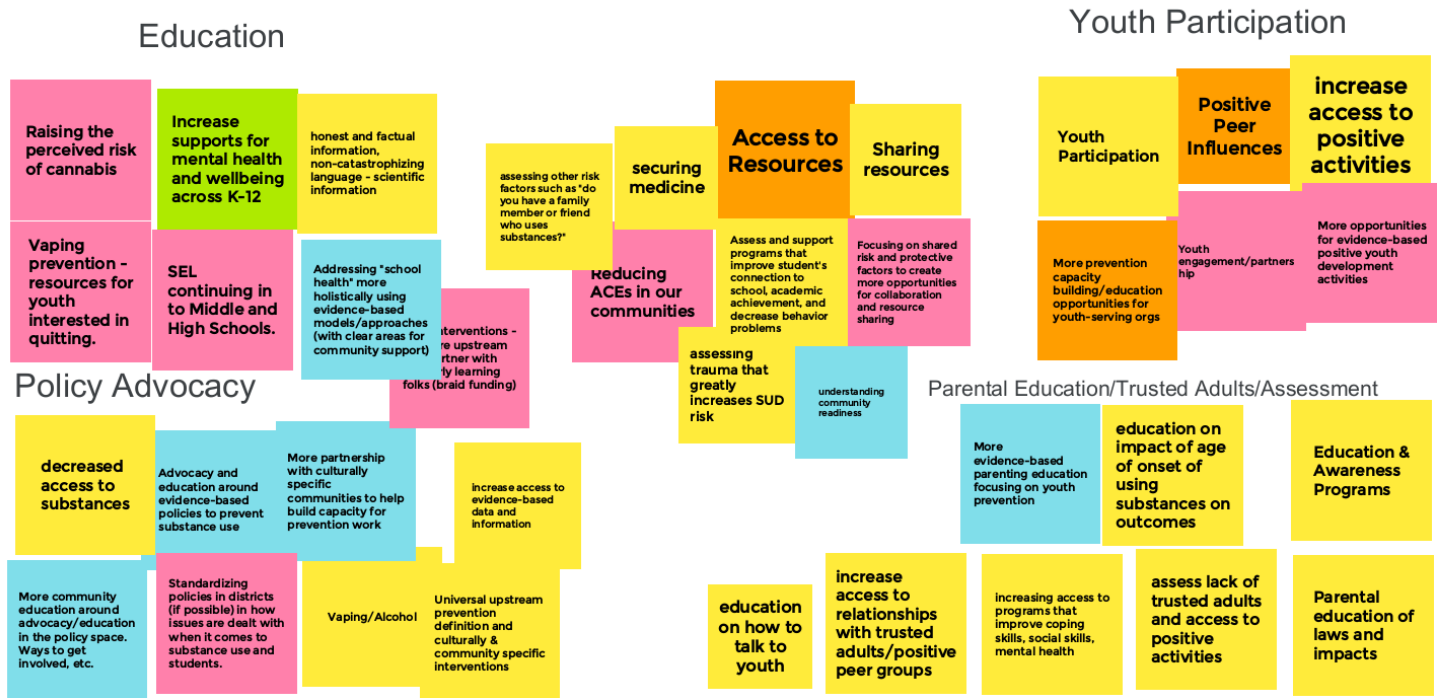 Education
Raising the
perceived risk
of cannabis
Increase
supports for
mental health
and wellbeing
across K-12
honest and factual
information,
non-catastrophizing
language - scientific
information
Vaping
prevention -
resources for
youth
interested in
quitting.
SEL
continuing in
to Middle and
High Schools.
Addressing "school
health" more
holistically using
evidence-based
models/approaches
(with clear areas for
community support)
nterventions -
upstream
with
learning
folks (braid funding)
assessing other risk
factors such as "do
you have a family
member or friend
who uses
substances?"
securing
medicine
Access to
Resources
Sharing
resources
Reducing
ACEs in our
communities
Assess and support
programs that
improve student's
connection to
school, academic
achievement, and
decrease behavior
problems
Focusing on shared
risk and protective
factors to create
more opportunities
for collaboration
and resource
sharing
assessing
trauma that
greatly
increases SUD
risk
understanding
community
readiness
Youth Participation
Youth
Participation
Positive
Peer
Influences
increase
access to
positive
activities
More prevention
capacity
building/education
opportunities for
youth-serving orgs
Youth
engagement/partners
hip
More opportunities
for evidence-based
positive youth
development
activities
Policy Advocacy
decreased
access to
substances
Advocacy and
education around
evidence-based
policies to prevent
substance use
More partnership
with culturally
specific
communities to help
build capacity for
prevention work
increase access to
evidence-based
data and
information
More community
education around
advocacy/education
in the policy space.
Ways to get
involved, etc.
Standardizing
policies in districts
(if possible) in how
issues are dealt with
when it comes to
substance use and
students.
Vaping/Alcohol
Universal upstream
prevention
definition and
culturally &
community specific
interventions
Parental Education/Trusted Adults/Assessment
More
evidence-based
parenting education
focusing on youth
prevention
education on
impact of age
of onset of
using
substances on
outcomes
Education &
Awareness
Programs
education
on how to
talk to
youth
increase
access to
relationships
with trusted
adults/positive
peer groups
increasing access to
programs that
improve coping
skills, social skills,
mental health
assess lack of
trusted adults
and access to
positive
activities
Parental
education of
laws and
impacts